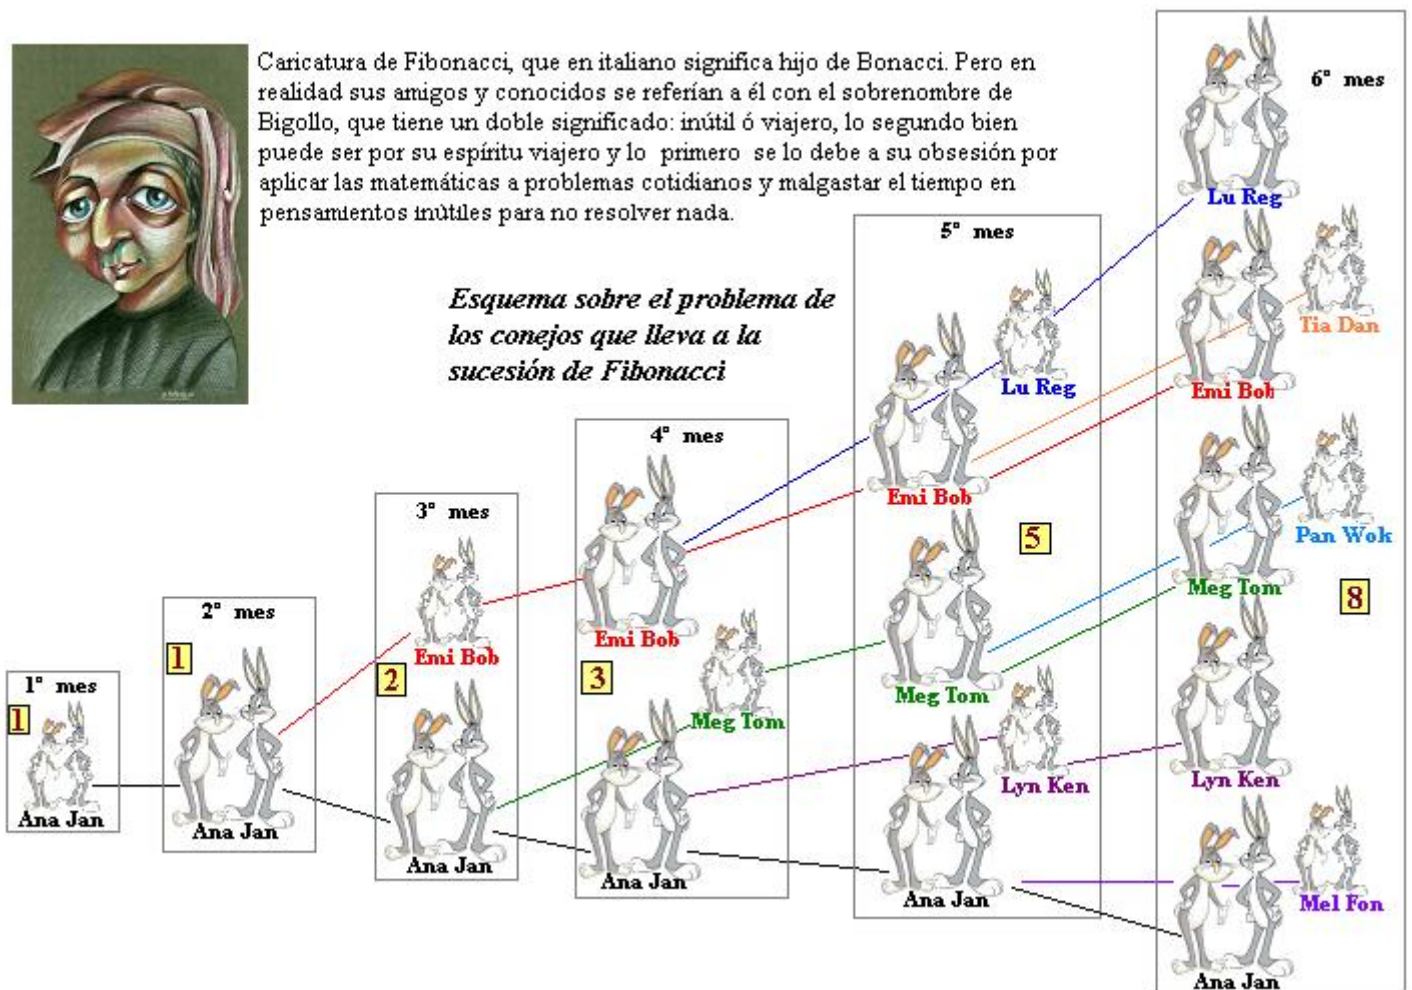 Caricatura de Fibonacci, que en italiano significa hijo de Bonacci. Pero en
realidad sus amigos y conocidos se referían a él con el sobrenombre de
Bigollo, que tiene un doble significado: inútil ó viajero, lo segundo bien
puede ser por su espíritu viajero y lo primero se lo debe a su obsesión por
aplicar las matemáticas a problemas cotidianos y malgastar el tiempo en
pensamientos inútiles para no resolver nada.
Esquema sobre el problema de
los conejos que lleva a la
sucesión de Fibonacci
1º mes
1
Ana Jan
2º mes
1
Ana Jan
3º mes
Emi Bob
2
Ana Jan
4º mes
Emi Bob
3
Meg Tom
Ana Jan
5º mes
Lu Reg
Emi Bob
5
Meg Tom
Lyn Ken
Ana Jan
6º mes
Lu Reg
Tia Dan
Emi Bob
Pan Wok
Meg Tom
8
Lyn Ken
Mel Fon
Ana Jan